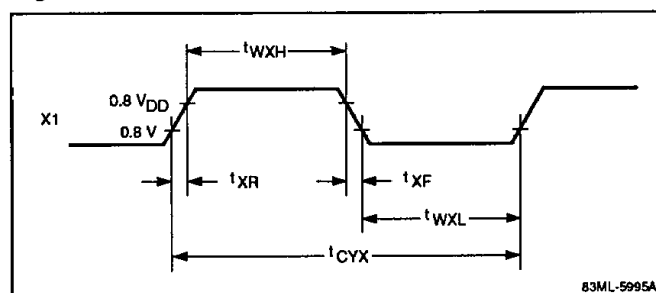 tWXH
0.8 VDD
X1
0.8 V
tXR
tXF
tWXL
tCYX
83ML-5995A